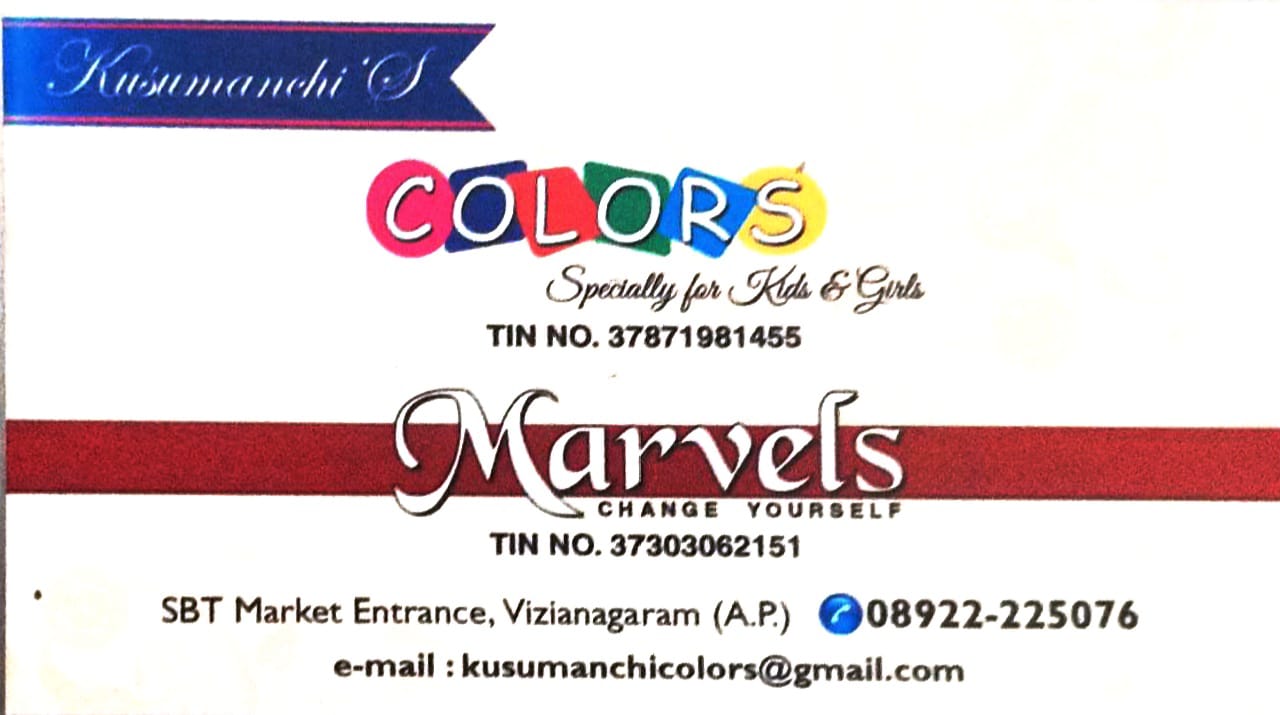 Kusumanchi 'S
COLORS
Specially for Kids & Girls
TIN NO. 37871981455
Marvels
CHANGE YOURSELF
TIN NO. 37303062151
SBT Market Entrance, Vizianagaram (A.P.) 08922-225076
e-mail : kusumanchicolors@gmail.com